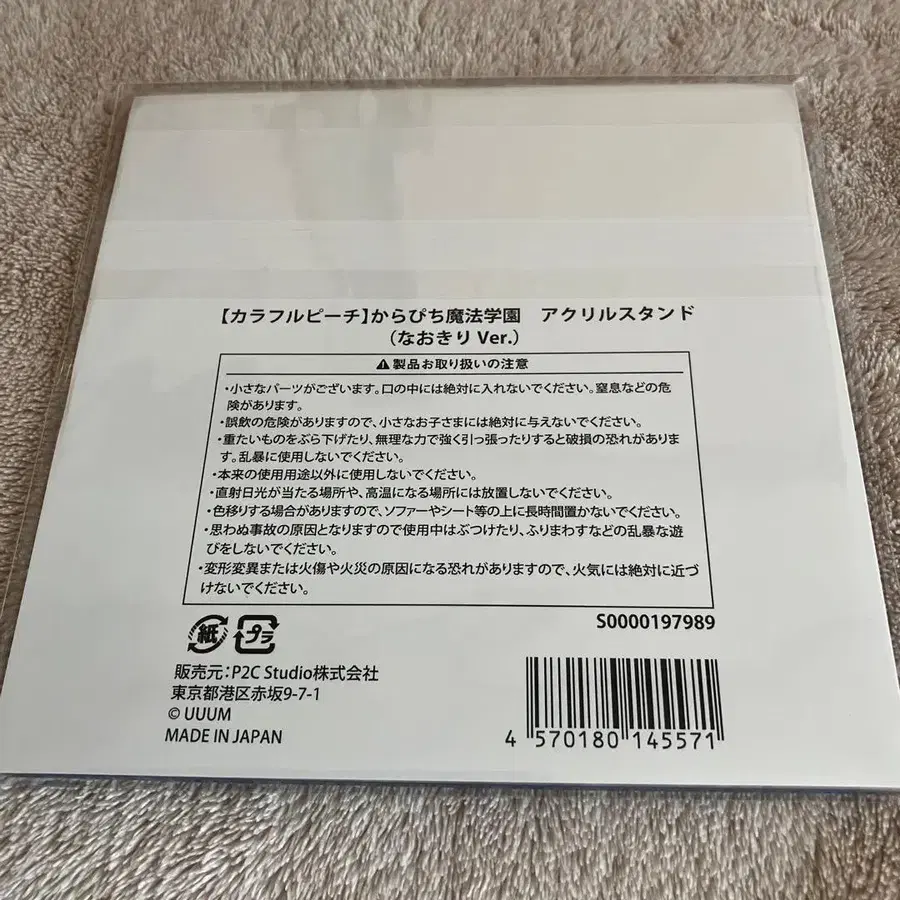 【カラフルピーチ】からぴち魔法学園　アクリルスタンド
（なおきり Ver.）
⚠製品お取り扱いの注意
・小さなパーツがございます。口の中には絶対に入れないでください。窒息などの危
険があります。
・誤飲の危険がありますので、小さなお子さまには絶対に与えないでください。
・重たいものをぶら下げたり、無理な力で強く引っ張ったりすると破損の恐れがありま
す。乱暴に使用しないでください。
・本来の使用用途以外に使用しないでください。
・直射日光が当たる場所や、高温になる場所には放置しないでください。
・色移りする場合がありますので、ソファーやシート等の上に長時間置かないでください。
・思わぬ事故の原因となりますので使用中はぶつけたり、ふりまわすなどの乱暴な遊
びをしないでください。
・変形変異または火傷や火災の原因になる恐れがありますので、火気には絶対に近づ
けないでください。
S0000197989
紙 プラ
販売元：P2C Studio株式会社
東京都港区赤坂9-7-1
© UUUM
MADE IN JAPAN
4 570180 145571